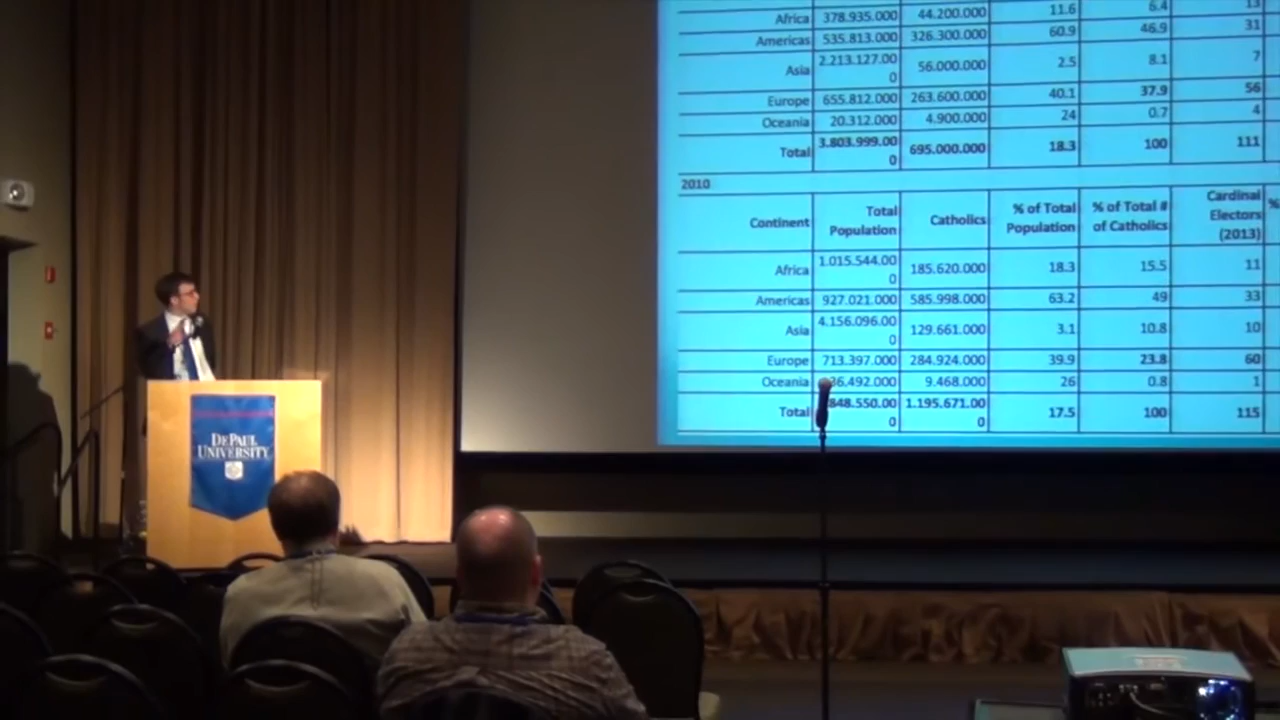 Africa 378.935.000 44.200.000 11.6 6.4 13
Americas 535.813.000 326.300.000 60.9 46.9 31
Asia 2.213.127.00 56.000.000 2.5 8.1 7
0
Europe 655.812.000 263.600.000 40.1 37.9 56
Oceania 20.312.000 4.900.000 24 0.7 4
Total 3.803.999.00 695.000.000 18.3 100 111
0
2010
Continent Total Population Catholics % of Total Population % of Total # of Catholics Cardinal Electors (2013) %
Africa 1.015.544.00 185.620.000 18.3 15.5 11
0
Americas 927.021.000 585.998.000 63.2 49 33
Asia 4.156.096.00 129.661.000 3.1 10.8 10
0
Europe 713.397.000 284.924.000 39.9 23.8 60
Oceania 36.492.000 9.468.000 26 0.8 1
Total 848.550.00 1.195.671.00 17.5 100 115
0 0
DEPAUL
UNIVERSITY